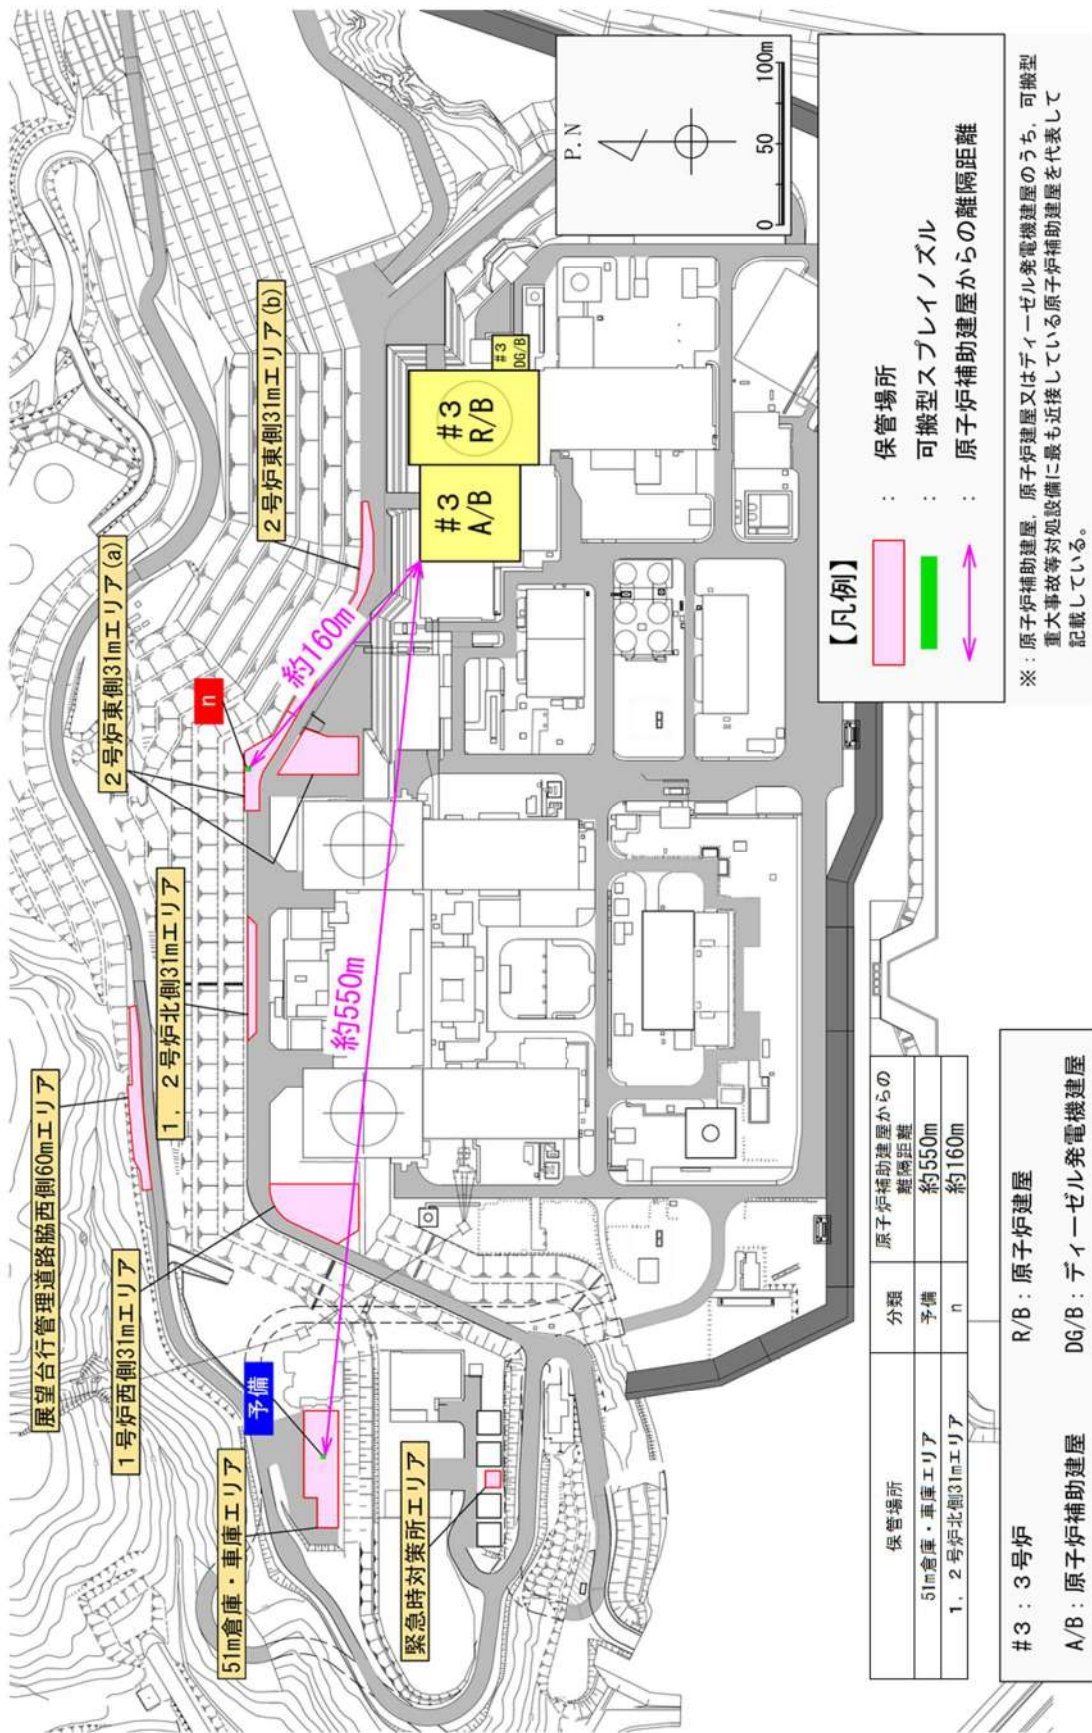 展望台行管理道路脇西側60mエリア
1号炉西側31mエリア
51m倉庫・車庫エリア
予備
緊急時対策所エリア
1，2号炉北側31mエリア
2号炉東側31mエリア(a)
n
2号炉東側31mエリア(b)
約160m
約550m
#3
A/B
#3
R/B
#3
DG/B
P.N
0 50 100m
【凡例】
： 保管場所
： 可搬型スプレイノズル
： 原子炉補助建屋からの離隔距離
※：原子炉補助建屋，原子炉建屋又はディーゼル発電機建屋のうち，可搬型
重大事故等対処設備に最も近接している原子炉補助建屋を代表して
記載している。
保管場所 分類 原子炉補助建屋からの
離隔距離
51m倉庫・車庫エリア 予備 約550m
1，2号炉北側31mエリア n 約160m
#3：3号炉 R/B：原子炉建屋
A/B：原子炉補助建屋 DG/B：ディーゼル発電機建屋